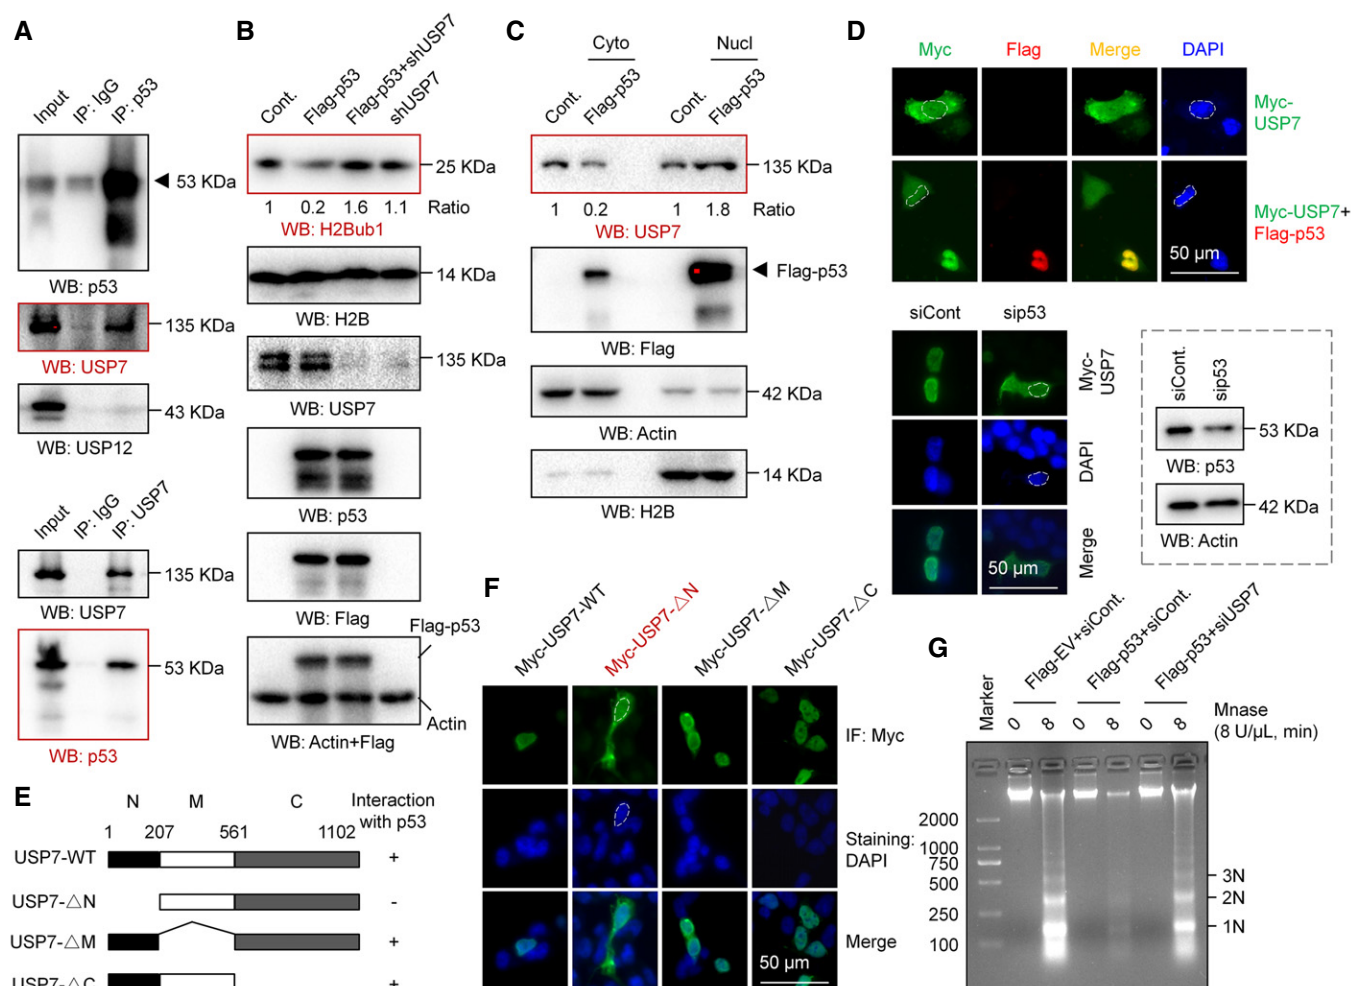 A
Input
IP: IgG
IP: p53
53 KDa
WB: p53
135 KDa
WB: USP7
43 KDa
WB: USP12
Input
IP: IgG
IP: USP7
135 KDa
WB: USP7
53 KDa
WB: p53
B
Cont.
Flag-p53
Flag-p53+shUSP7
shUSP7
25 KDa
1 0.2 1.6 1.1 Ratio
WB: H2Bub1
14 KDa
WB: H2B
135 KDa
WB: USP7
WB: p53
WB: Flag
Flag-p53
Actin
WB: Actin+Flag
C
Cyto Nucl
Cont.
Flag-p53
Cont.
Flag-p53
135 KDa
1 0.2 1 1.8 Ratio
WB: USP7
Flag-p53
WB: Flag
42 KDa
WB: Actin
14 KDa
WB: H2B
D
Myc Flag Merge DAPI
Myc-
USP7
Myc-USP7+
Flag-p53
50 µm
siCont sip53
Myc-
USP7
DAPI
Merge
50 µm
siCont.
sip53
53 KDa
WB: p53
42 KDa
WB: Actin
E
N M C Interaction
with p53
1 207 561 1102
USP7-WT +
USP7-△N -
USP7-△M +
USP7-△C +
F
Myc-USP7-WT
Myc-USP7-△N
Myc-USP7-△M
Myc-USP7-△C
IF: Myc
Staining:
DAPI
Merge
50 µm
G
Marker
Flag-EV+siCont.
Flag-p53+siCont.
Flag-p53+siUSP7
0 8 0 8 0 8
Mnase
(8 U/µL, min)
2000
1000
750
500
250
100
3N
2N
1N